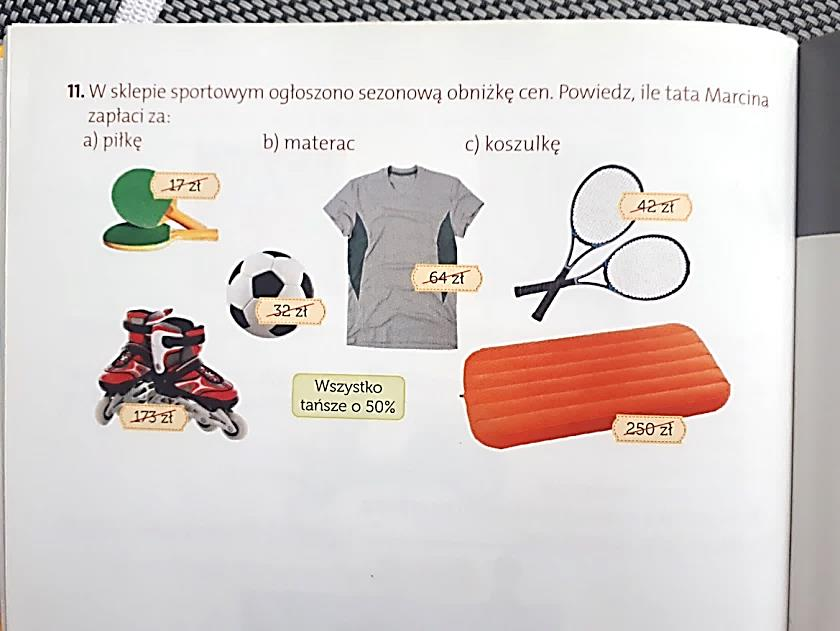 11. W sklepie sportowym ogłoszono sezonową obniżkę cen. Powiedz, ile tata Marcina
zapłaci za:
a) piłkę b) materac c) koszulkę
17 zł
42 zł
64 zł
32 zł
Wszystko
tańsze o 50%
173 zł
250 zł